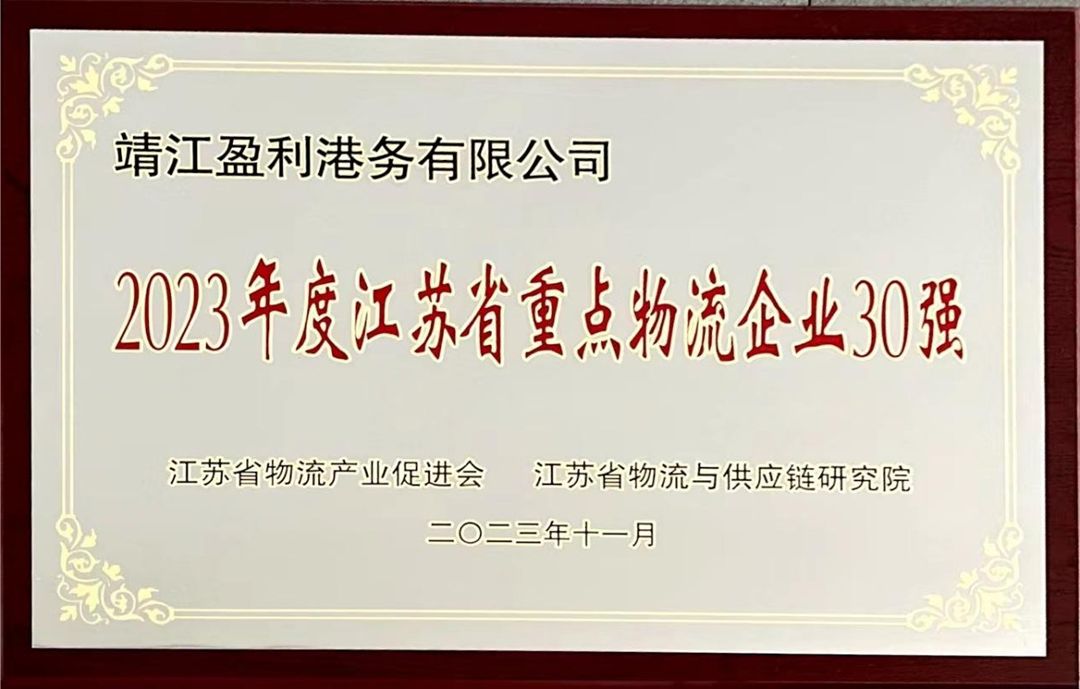 靖江盈利港务有限公司
2023年度江苏省重点物流企业30强
江苏省物流产业促进会 江苏省物流与供应链研究院
二〇二三年十一月